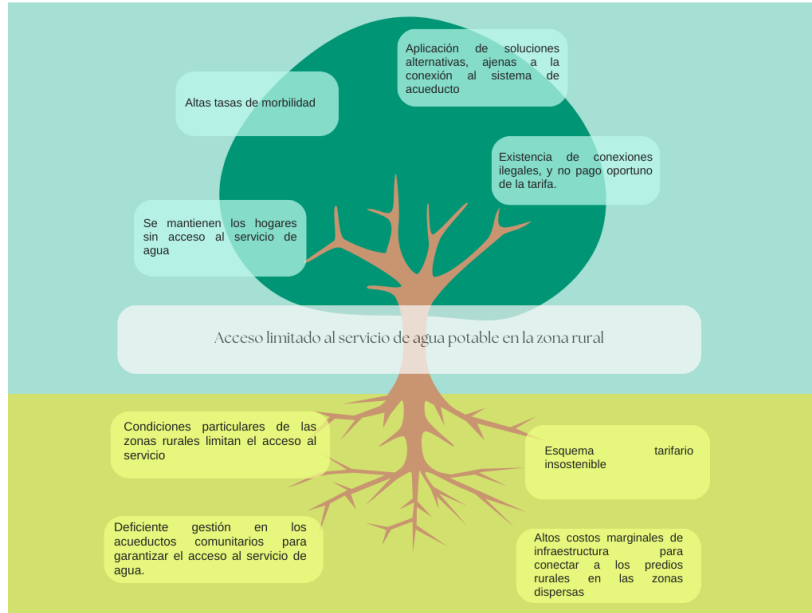 Aplicación de soluciones
alternativas, ajenas a la
conexión al sistema de
acueducto
Altas tasas de morbilidad
Existencia de conexiones
ilegales, y no pago oportuno
de la tarifa.
Se mantienen los hogares
sin acceso al servicio de
agua
Acceso limitado al servicio de agua potable en la zona rural
Condiciones particulares de las
zonas rurales limitan el acceso al
servicio
Esquema tarifario
insostenible
Deficiente gestión en los
acueductos comunitarios para
garantizar el acceso al servicio de
agua.
Altos costos marginales de
infraestructura para
conectar a los predios
rurales en las zonas
dispersas